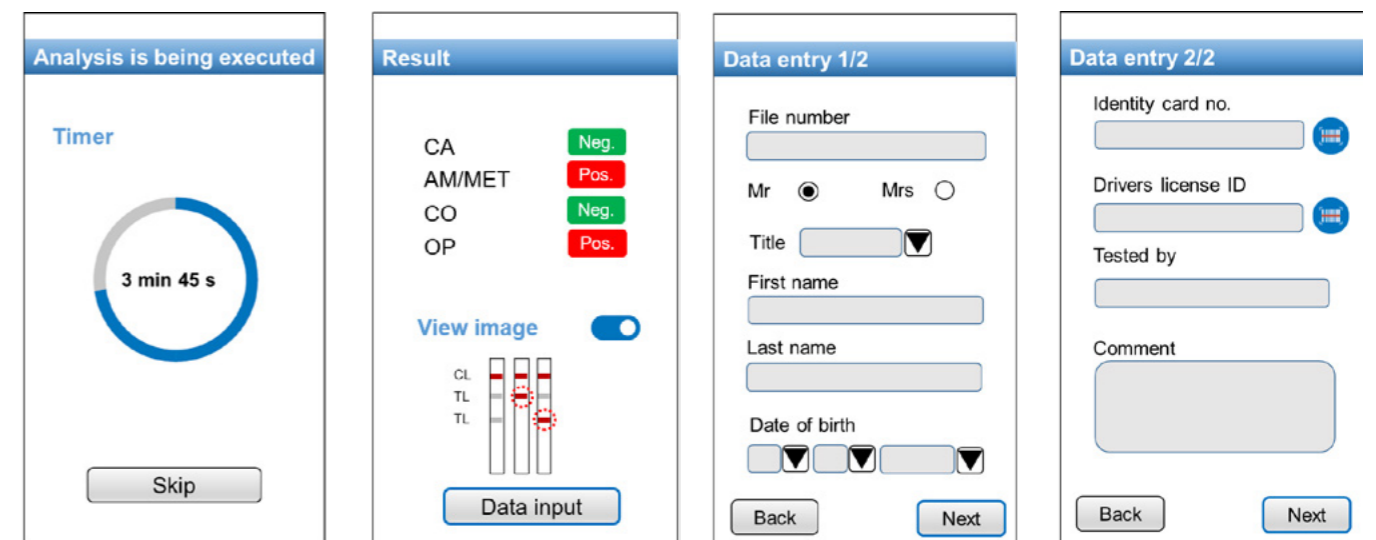 Analysis is being executed
Timer
3 min 45 s
Skip
Result
CA Neg.
AM/MET Pos.
CO Neg.
OP Pos.
View image
CL
TL
TL
Data input
Data entry 1/2
File number
Mr Mrs
Title
First name
Last name
Date of birth
Back Next
Data entry 2/2
Identity card no.
Drivers license ID
Tested by
Comment
Back Next